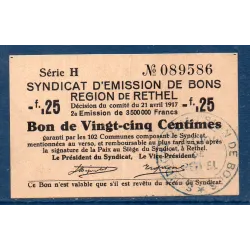 Série H № 089586
SYNDICAT D'EMISSION DE BONS
REGION DE RETHEL
Décision du comité du 21 avril 1917
2e Emission de 3500000 Francs
-f.,25 -f.,25
Bon de Vingt-cinq Centimes
garanti par les 102 Communes composant le Syndicat,
mentionnées au verso, et remboursable au plus tard un an après
la signature de la Paix au Siège du Syndicat, à Rethel.
Le Président du Syndicat, Le Vice-Président,
Ce Bon n'est valable que s'il est revêtu du sceau du Syndicat.